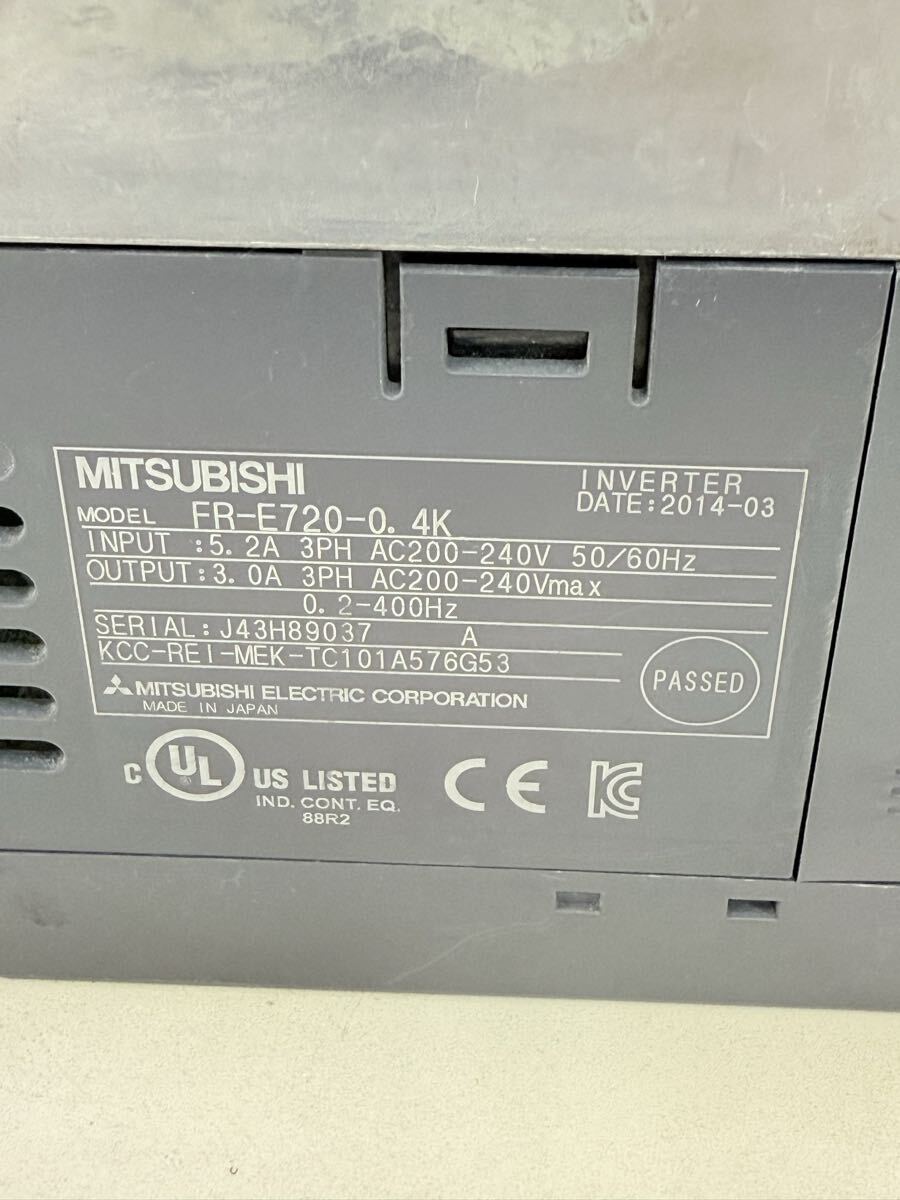 MITSUBISHI
INVERTER
DATE:2014-03
MODEL FR-E720-0.4K
INPUT :5.2A 3PH AC200-240V 50/60Hz
OUTPUT:3.0A 3PH AC200-240Vmax
0.2-400Hz
SERIAL:J43H89037 A
KCC-REI-MEK-TC101A576G53
PASSED
MITSUBISHI ELECTRIC CORPORATION
MADE IN JAPAN
C UL US LISTED
IND. CONT. EQ.
88R2
CE